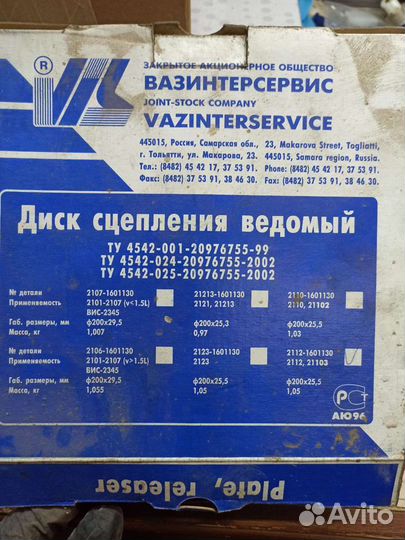 ®
VIS
ЗАКРЫТОЕ АКЦИОНЕРНОЕ ОБЩЕСТВО
ВАЗИНТЕРСЕРВИС
JOINT-STOCK COMPANY
VAZINTERSERVICE
445015, Россия, Самарская обл., 23, Makarova Street, Togliatti,
г. Тольятти, ул. Макарова, 23. 445015, Samara region, Russia.
Тел.: (8482) 45 42 17, 37 53 91. Phone: (8482) 45 42 17, 37 53 91.
Факс: (8482) 37 53 91, 38 46 30. Fax: (8482) 37 53 91, 38 46 30.
Диск сцепления ведомый
ТУ 4542-001-20976755-99
ТУ 4542-024-20976755-2002
ТУ 4542-025-20976755-2002
№ детали 2107-1601130 21213-1601130 2110-1601130
Применяемость 2101-2107 (v<1.5L) 2121, 21213 2110, 21102
ВИС-2345
Габ. размеры, мм ф200х29,5 ф200х25,3 ф200х25,5
Масса, кг 1,007 0,97 1,03
№ детали 2106-1601130 2123-1601130 2112-1601130
Применяемость 2101-2107 (v>1.5L) 2123 2112, 21103
ВИС-2345
Габ. размеры, мм ф200х29,5 ф200х25,5 ф200х25,5
Масса, кг 1,055 1,05 1,05
РСТ
АЮ96
Plate, releaser
Avito